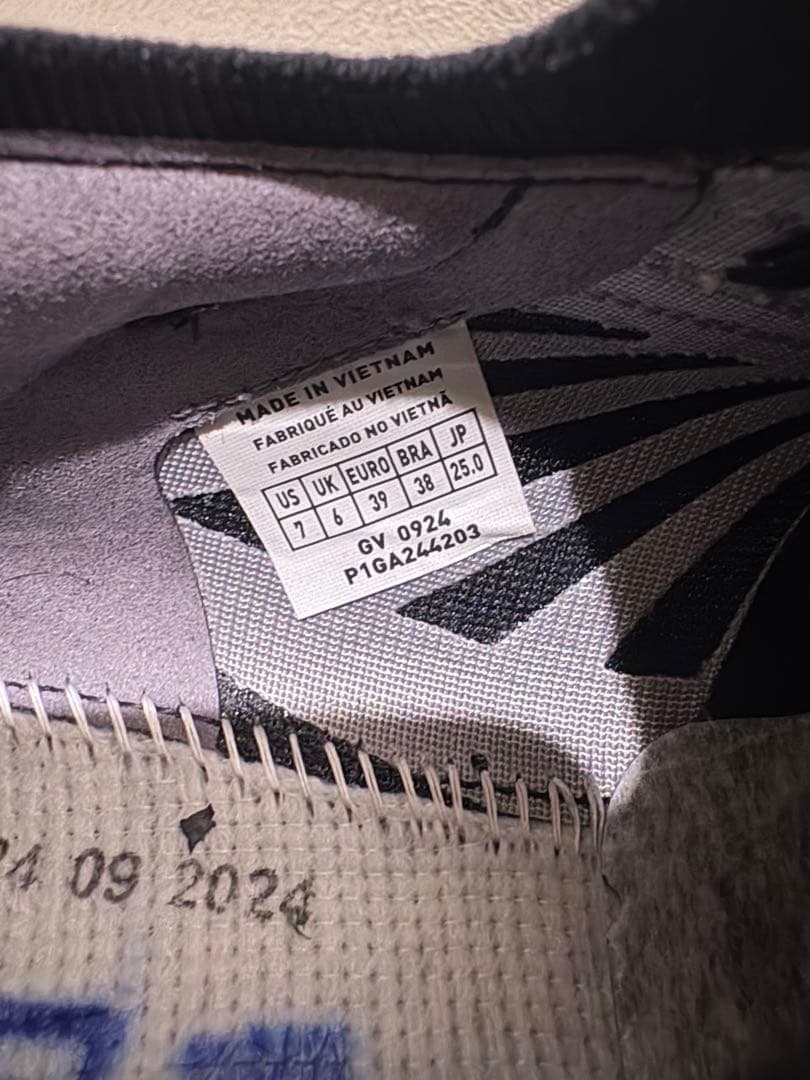 MADE IN VIETNAM
FABRIQUÉ AU VIETNAM
FABRICADO NO VIETNÃ
US UK EURO BRA JP
7 6 39 38 25.0
GV 0924
P1GA244203
09 2024